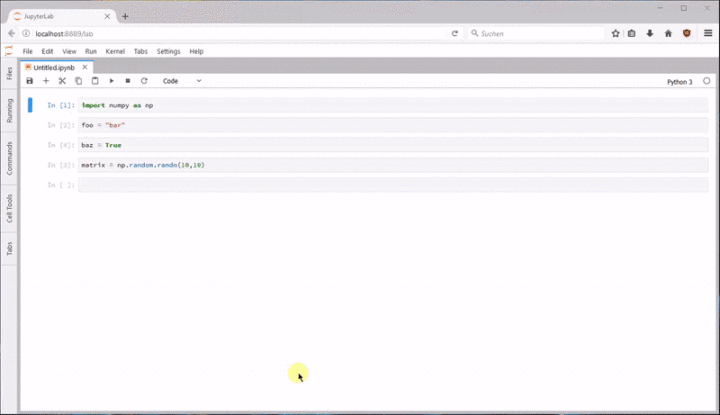 JupyterLab
localhost:8889/lab
Suchen
File Edit View Run Kernel Tabs Settings Help
Files
Running
Commands
Cell Tools
Tabs
Untitled.ipynb
Code
Python 3
In [1]: import numpy as np
In [2]: foo = "bar"
In [4]: baz = True
In [3]: matrix = np.random.randn(10,10)
In [ ]: